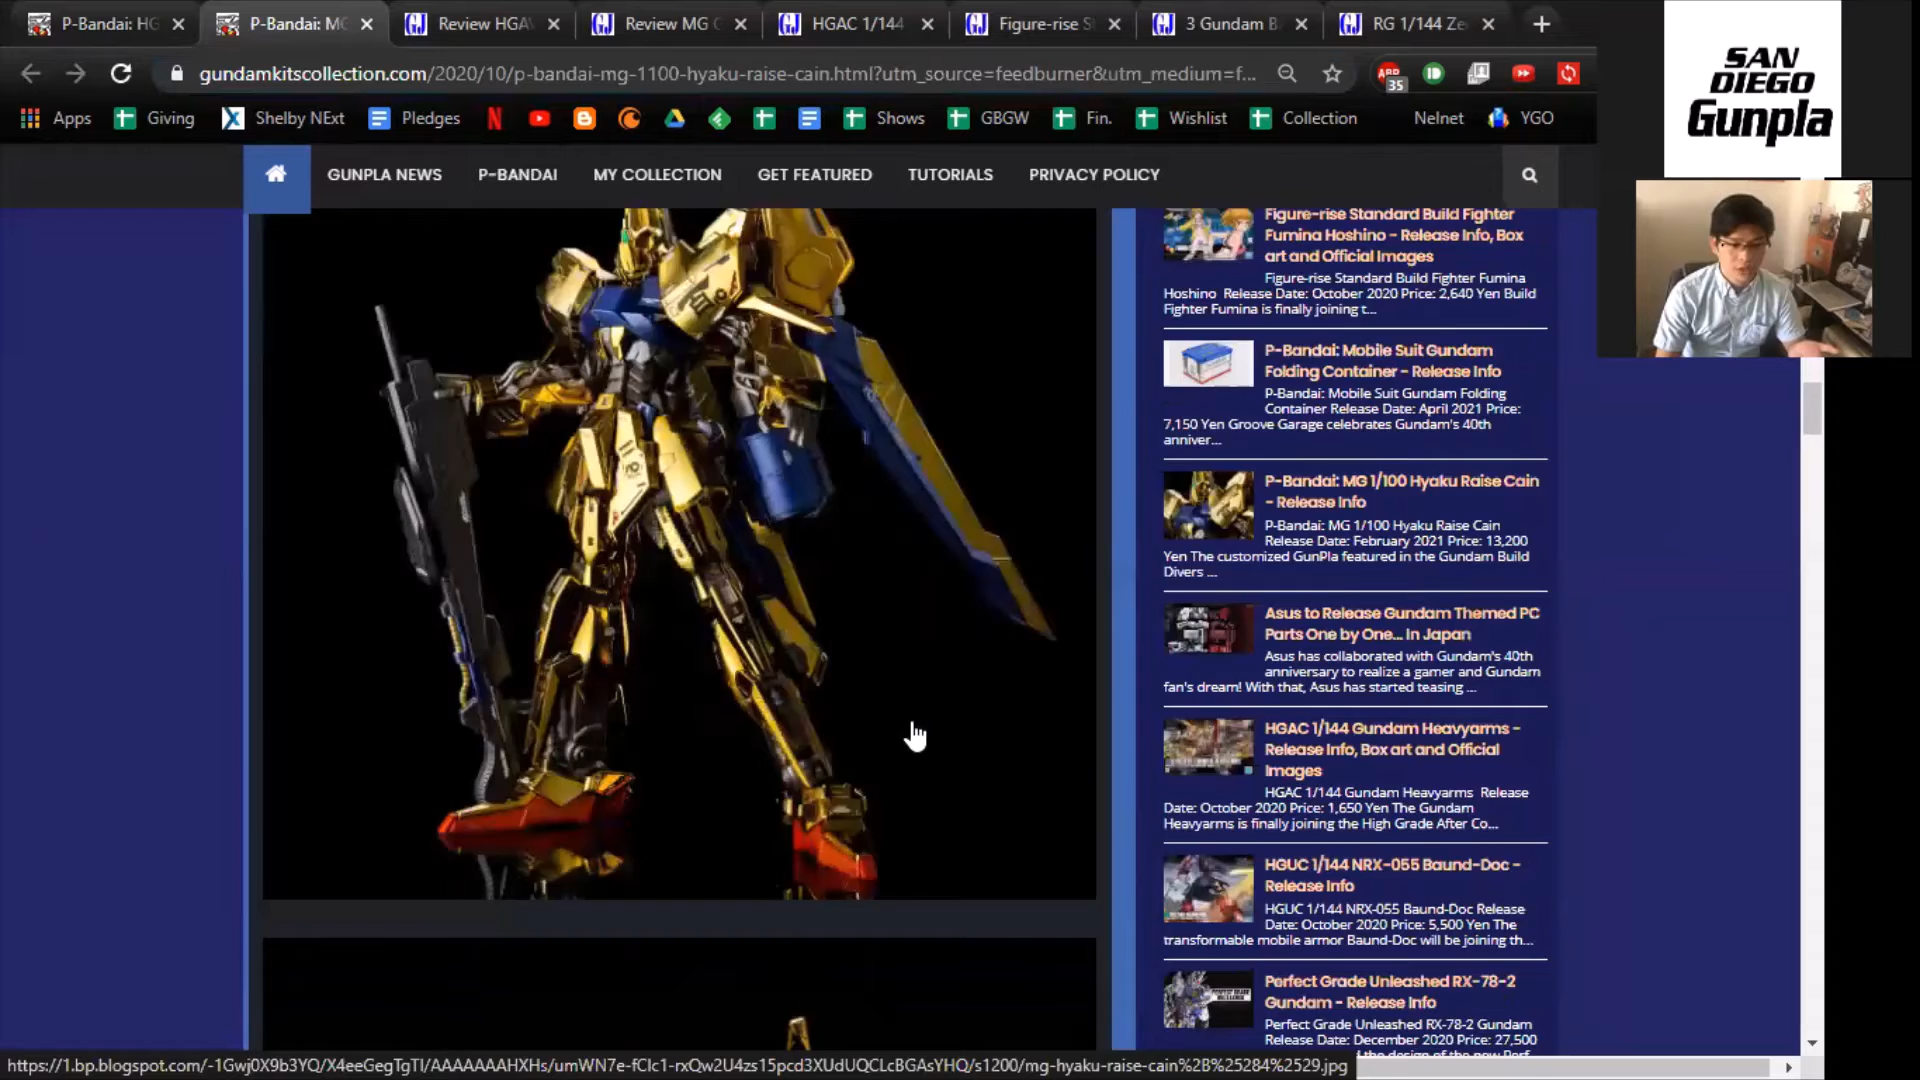 P-Bandai: HG
P-Bandai: MG
Review HGA
Review MG
HGAC 1/144
Figure-rise S
3 Gundam B
RG 1/144 Ze
gundamkitscollection.com/2020/10/p-bandai-mg-1100-hyaku-raise-cain.html?utm_source=feedburner&utm_medium=f...
ABP
35
Apps
Giving
Shelby NExt
Pledges
Shows
GBGW
Fin.
Wishlist
Collection
Nelnet
YGO
SAN
DIEGO
Gunpla
GUNPLA NEWS
P-BANDAI
MY COLLECTION
GET FEATURED
TUTORIALS
PRIVACY POLICY
Figure-rise Standard Build Fighter
Fumina Hoshino - Release Info, Box
art and Official Images
Figure-rise Standard Build Fighter Fumina
Hoshino Release Date: October 2020 Price: 2,640 Yen Build
Fighter Fumina is finally joining t...
P-Bandai: Mobile Suit Gundam
Folding Container - Release Info
P-Bandai: Mobile Suit Gundam Folding
Container Release Date: April 2021 Price:
7,150 Yen Groove Garage celebrates Gundam's 40th
anniver...
P-Bandai: MG 1/100 Hyaku Raise Cain
- Release Info
P-Bandai: MG 1/100 Hyaku Raise Cain
Release Date: February 2021 Price: 13,200
Yen The customized GunPla featured in the Gundam Build
Divers ...
Asus to Release Gundam Themed PC
Parts One by One... In Japan
Asus has collaborated with Gundam's 40th
anniversary to realize a gamer and Gundam
fan's dream! With that, Asus has started teasing ...
HGAC 1/144 Gundam Heavyarms -
Release Info, Box art and Official
Images
HGAC 1/144 Gundam Heavyarms Release
Date: October 2020 Price: 1,650 Yen The Gundam
Heavyarms is finally joining the High Grade After Co...
HGUC 1/144 NRX-055 Baund-Doc -
Release Info
HGUC 1/144 NRX-055 Baund-Doc Release
Date: October 2020 Price: 5,500 Yen The
transformable mobile armor Baund-Doc will be joining th...
Perfect Grade Unleashed RX-78-2
Gundam - Release Info
Perfect Grade Unleashed RX-78-2 Gundam
Release Date: December 2020 Price: 27,500
https://1.bp.blogspot.com/-1Gwj0X9b3YQ/X4eeGegTgTI/AAAAAAAHXHs/umWN7e-fCIc1-rxQw2U4zs15pcd3XUdUQCLcBGAsYHQ/s1200/mg-hyaku-raise-cain%2B%25284%2529.jpg